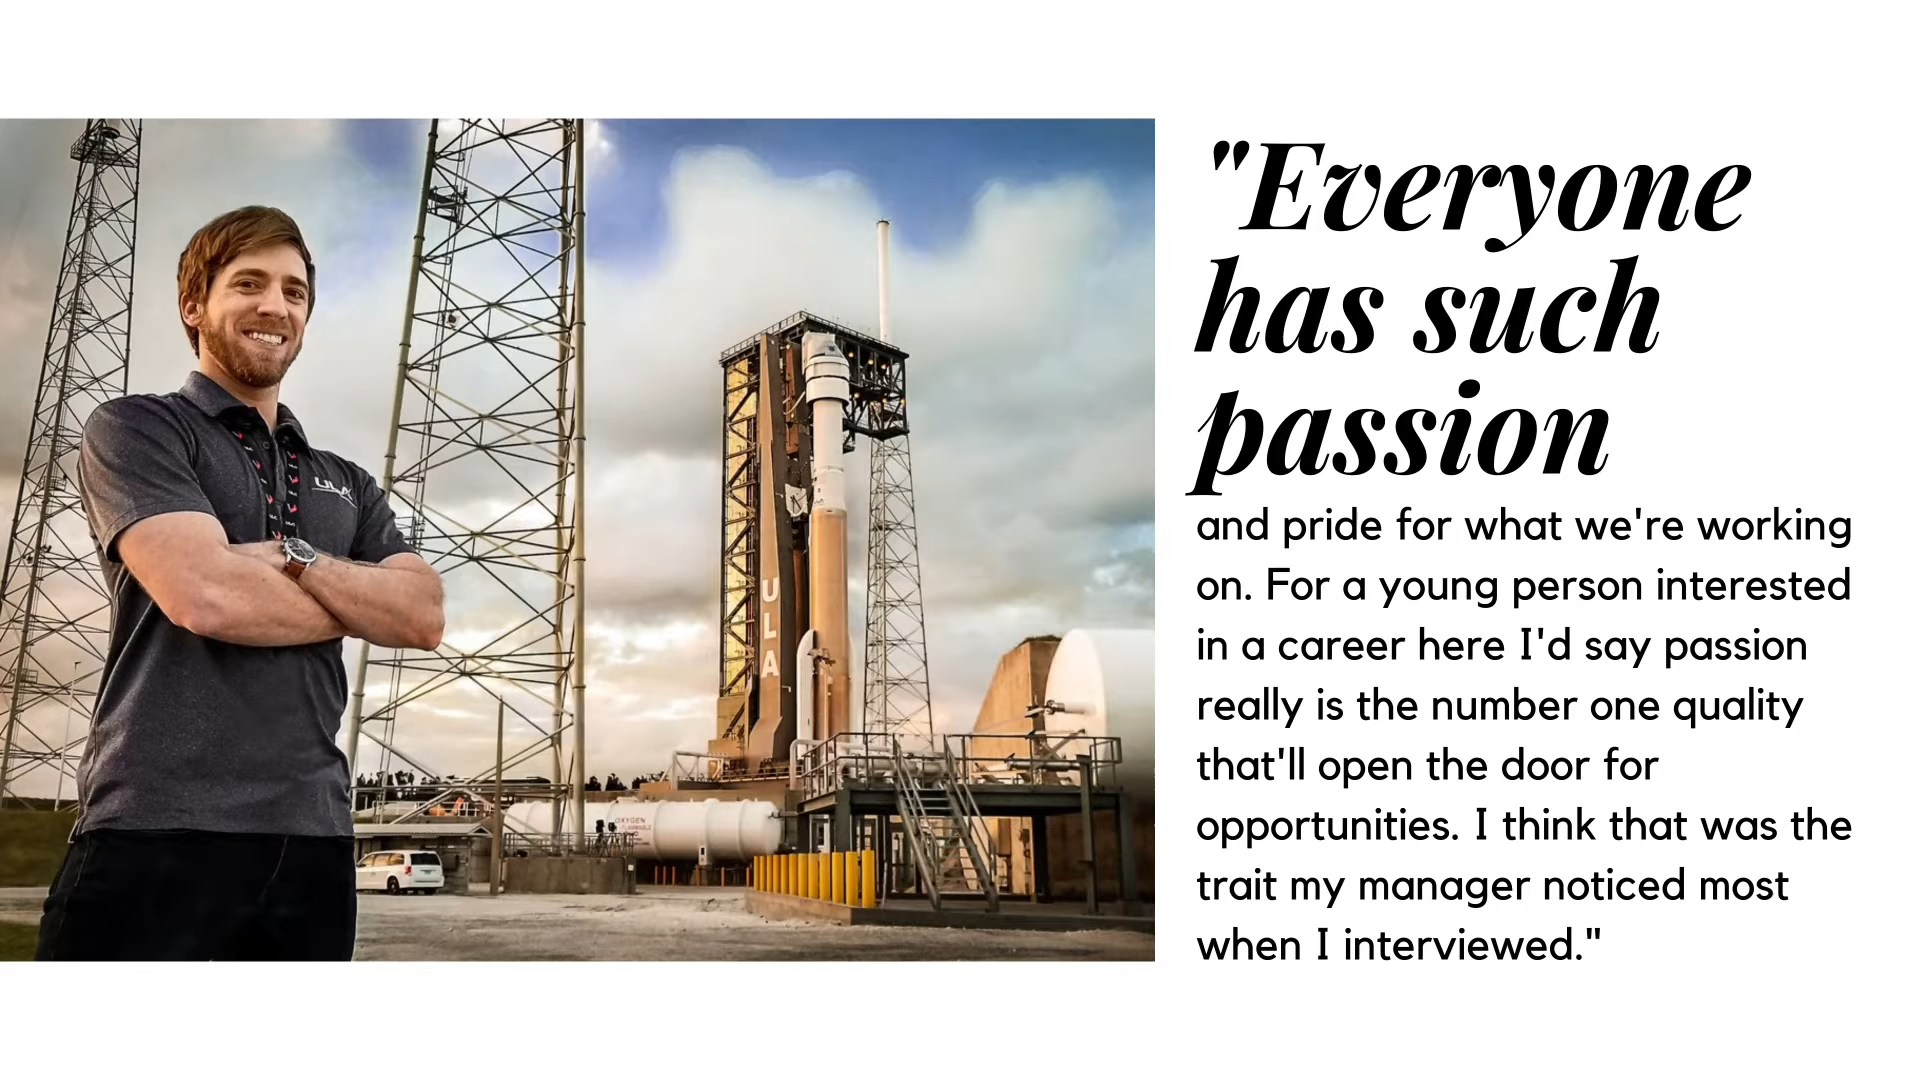 "Everyone
has such
passion
and pride for what we're working
on. For a young person interested
in a career here I'd say passion
really is the number one quality
that'll open the door for
opportunities. I think that was the
trait my manager noticed most
when I interviewed."
ULA
ULA
OXYGEN